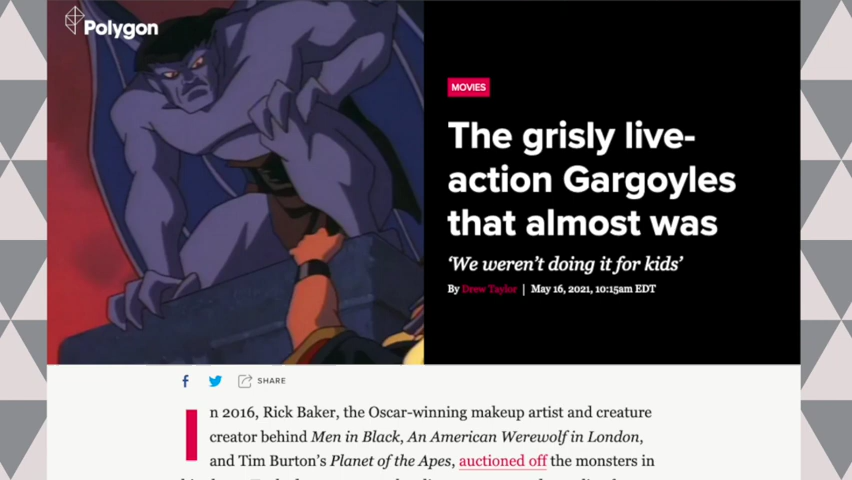 Polygon
MOVIES
The grisly live-
action Gargoyles
that almost was
‘We weren’t doing it for kids’
By Drew Taylor | May 16, 2021, 10:15am EDT
SHARE
In 2016, Rick Baker, the Oscar-winning makeup artist and creature
creator behind Men in Black, An American Werewolf in London,
and Tim Burton’s Planet of the Apes, auctioned off the monsters in